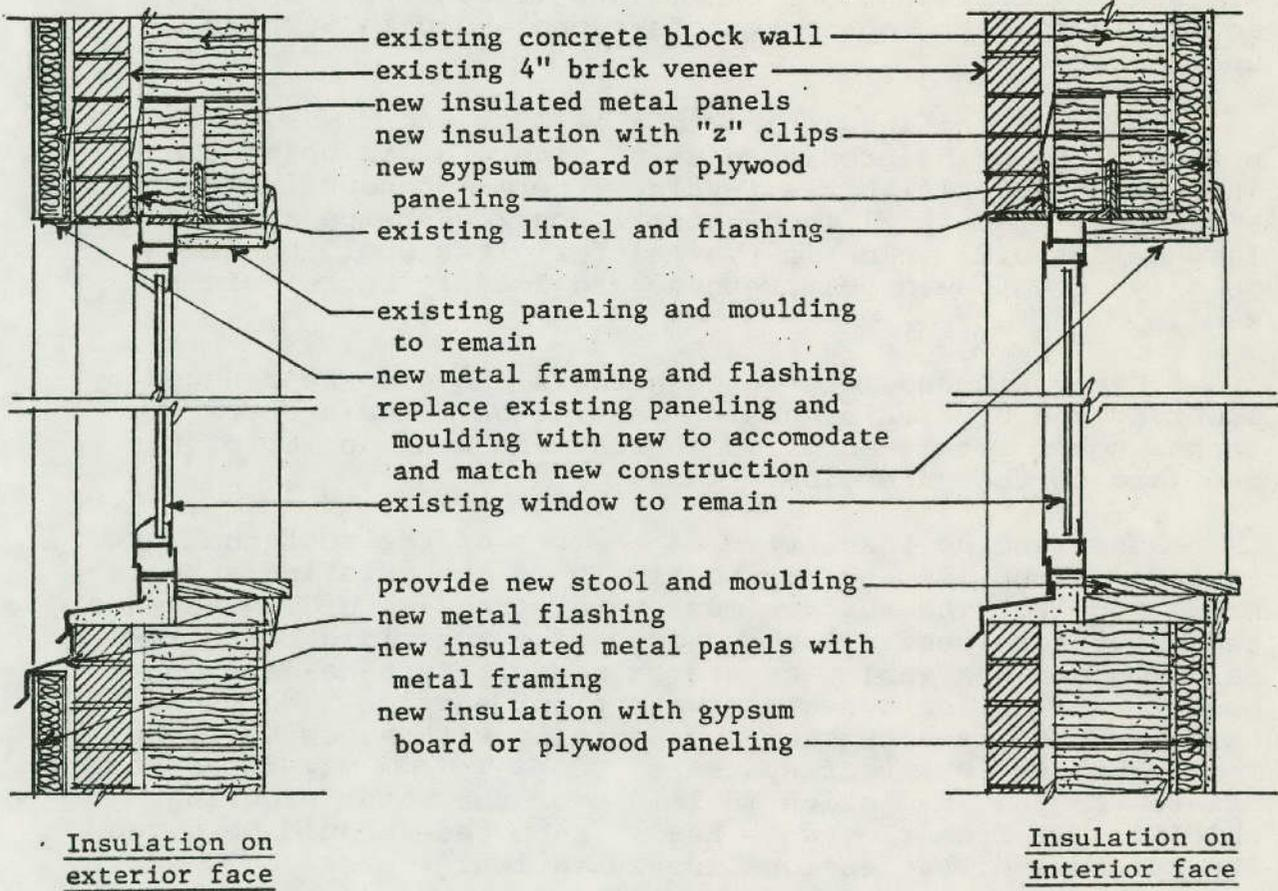 existing concrete block wall
existing 4" brick veneer
new insulated metal panels
new insulation with "z" clips
new gypsum board or plywood
paneling
existing lintel and flashing
existing paneling and moulding
to remain
new metal framing and flashing
replace existing paneling and
moulding with new to accomodate
and match new construction
existing window to remain
provide new stool and moulding
new metal flashing
new insulated metal panels with
metal framing
new insulation with gypsum
board or plywood paneling
Insulation on
exterior face
Insulation on
interior face